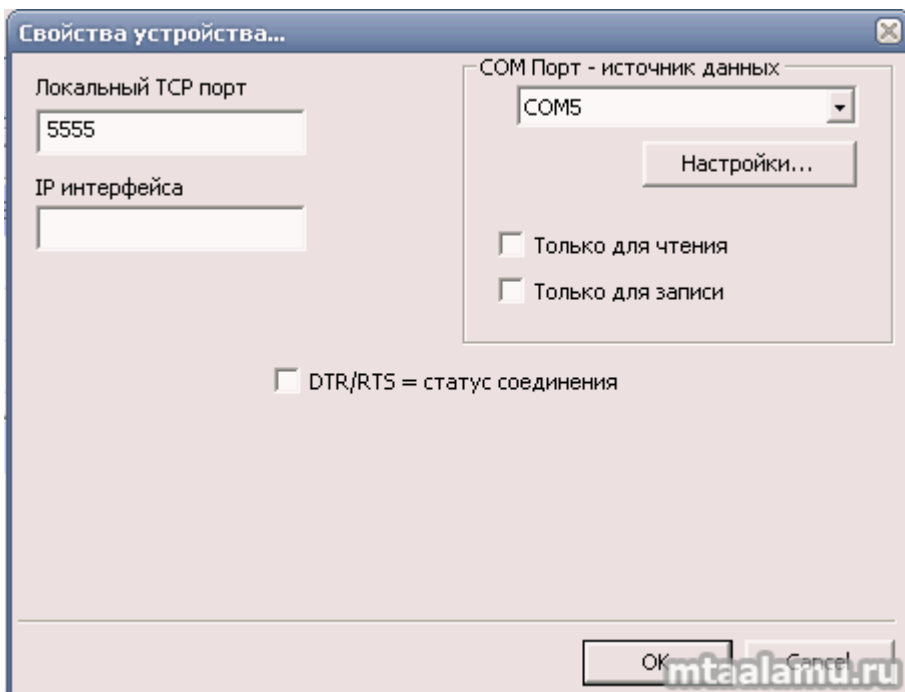 Свойства устройства...
Локальный TCP порт
5555
IP интерфейса
COM Порт - источник данных
COM5
Настройки...
Только для чтения
Только для записи
DTR/RTS = статус соединения
OK
Cancel
mtaalamu.ru